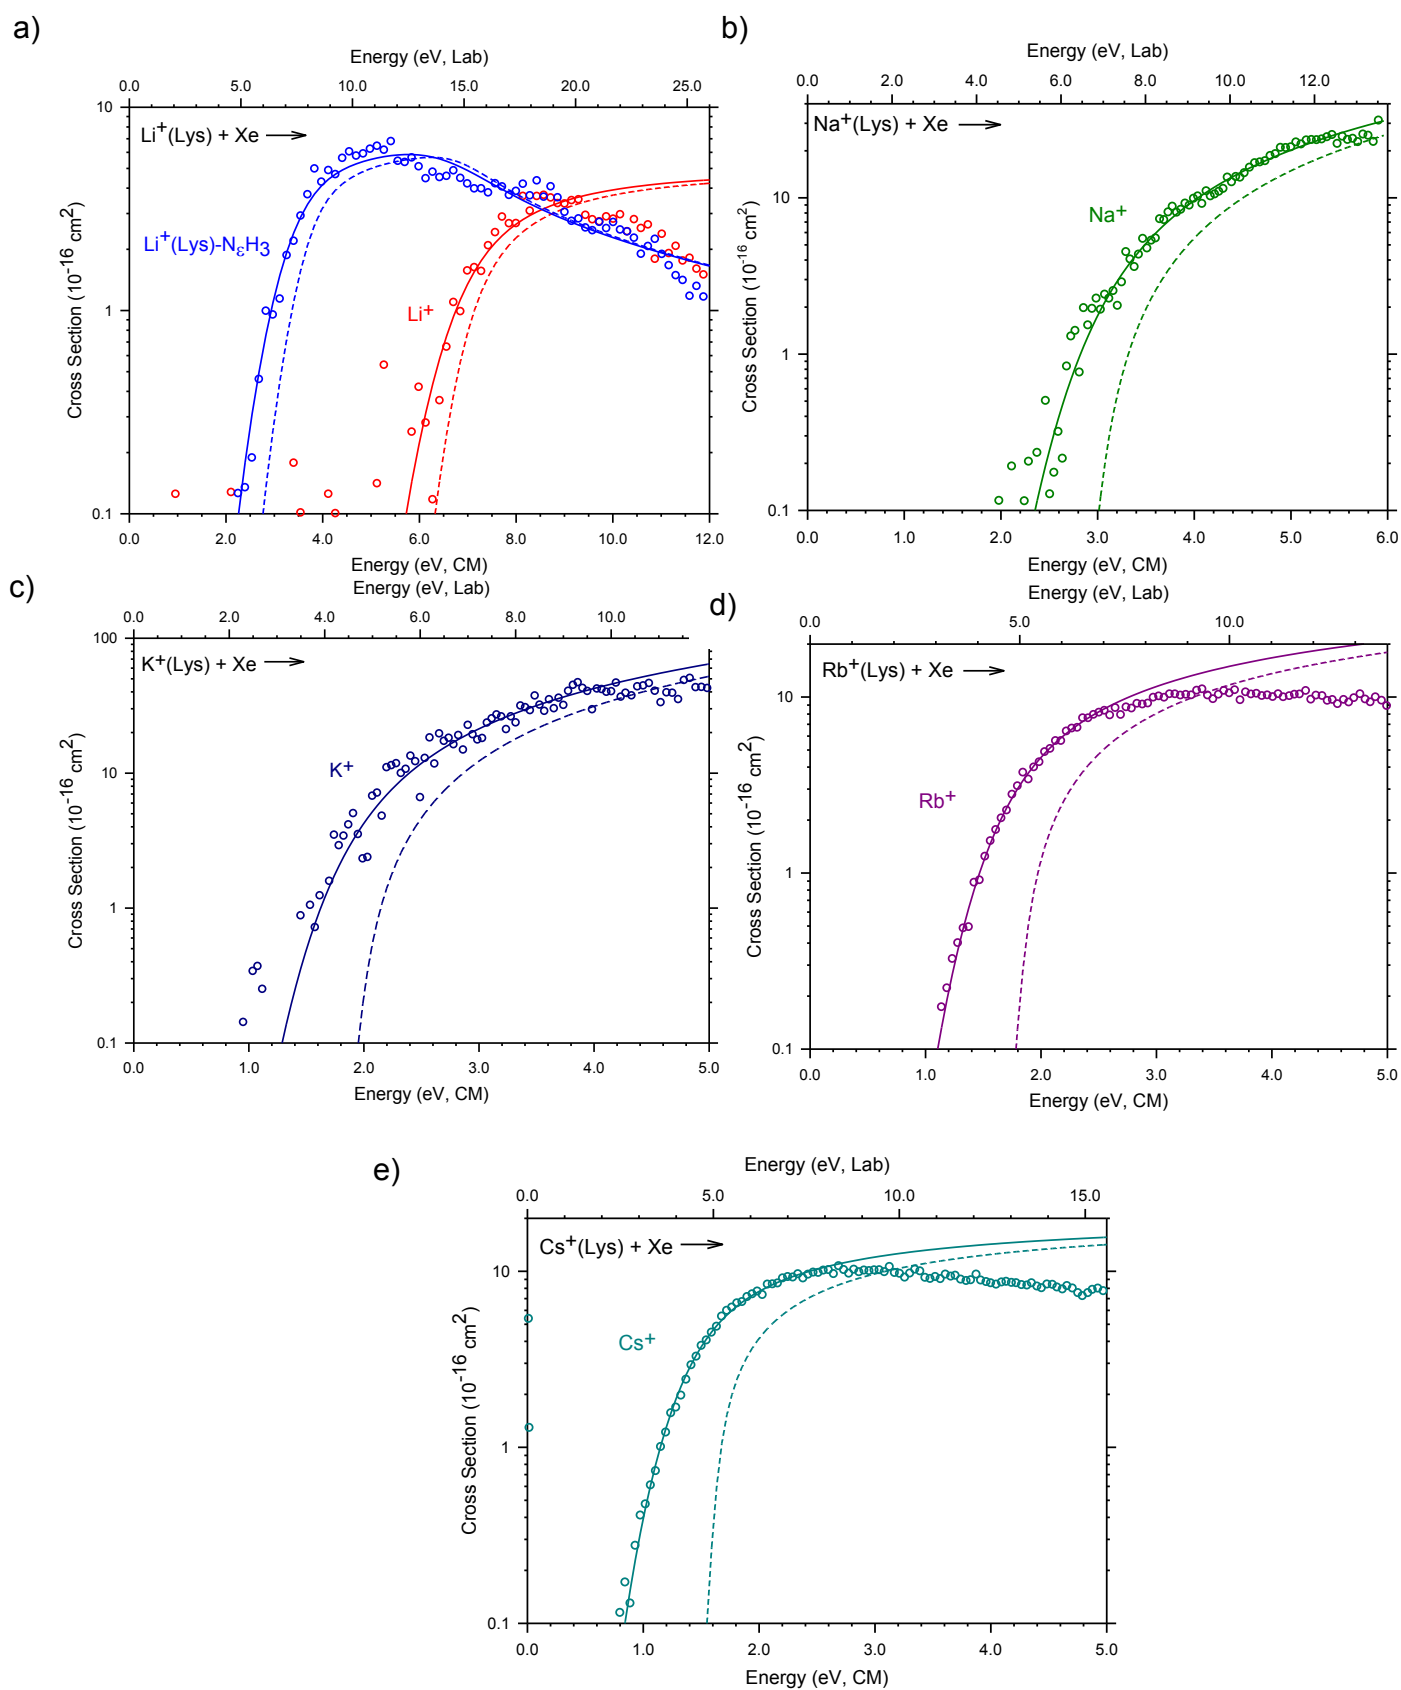 a)
Energy (eV, Lab)
0.0 5.0 10.0 15.0 20.0 25.0
10
Li+(Lys) + Xe
Li+(Lys)-NεH3
Li+
1
0.1
Cross Section (10-16 cm2)
0.0 2.0 4.0 6.0 8.0 10.0 12.0
Energy (eV, CM)
b)
Energy (eV, Lab)
0.0 2.0 4.0 6.0 8.0 10.0 12.0
Na+(Lys) + Xe
Na+
10
1
0.1
Cross Section (10-16 cm2)
0.0 1.0 2.0 3.0 4.0 5.0 6.0
Energy (eV, CM)
c)
Energy (eV, Lab)
0.0 2.0 4.0 6.0 8.0 10.0
100
K+(Lys) + Xe
K+
10
1
0.1
Cross Section (10-16 cm2)
0.0 1.0 2.0 3.0 4.0 5.0
Energy (eV, CM)
d)
Energy (eV, Lab)
0.0 5.0 10.0
Rb+(Lys) + Xe
10
Rb+
1
0.1
Cross Section (10-16 cm2)
0.0 1.0 2.0 3.0 4.0 5.0
Energy (eV, CM)
e)
Energy (eV, Lab)
0.0 5.0 10.0 15.0
Cs+(Lys) + Xe
10
Cs+
1
0.1
Cross Section (10-16 cm2)
0.0 1.0 2.0 3.0 4.0 5.0
Energy (eV, CM)